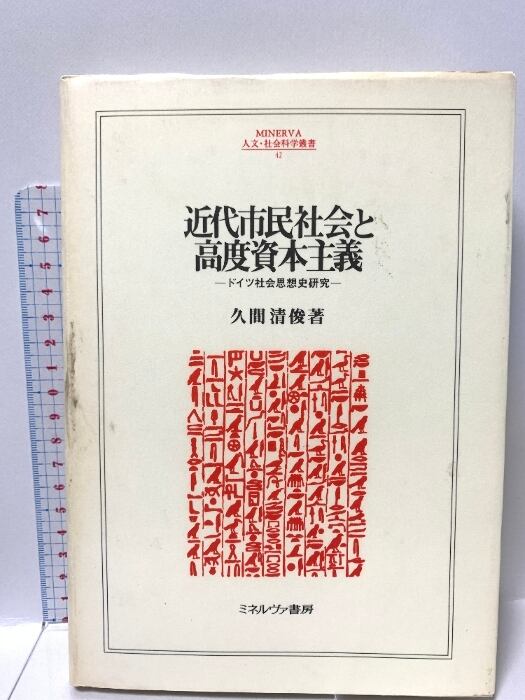 MINERVA
人文・社会科学叢書
42
近代市民社会と
高度資本主義
—ドイツ社会思想史研究—
久間清俊著
ミネルヴァ書房